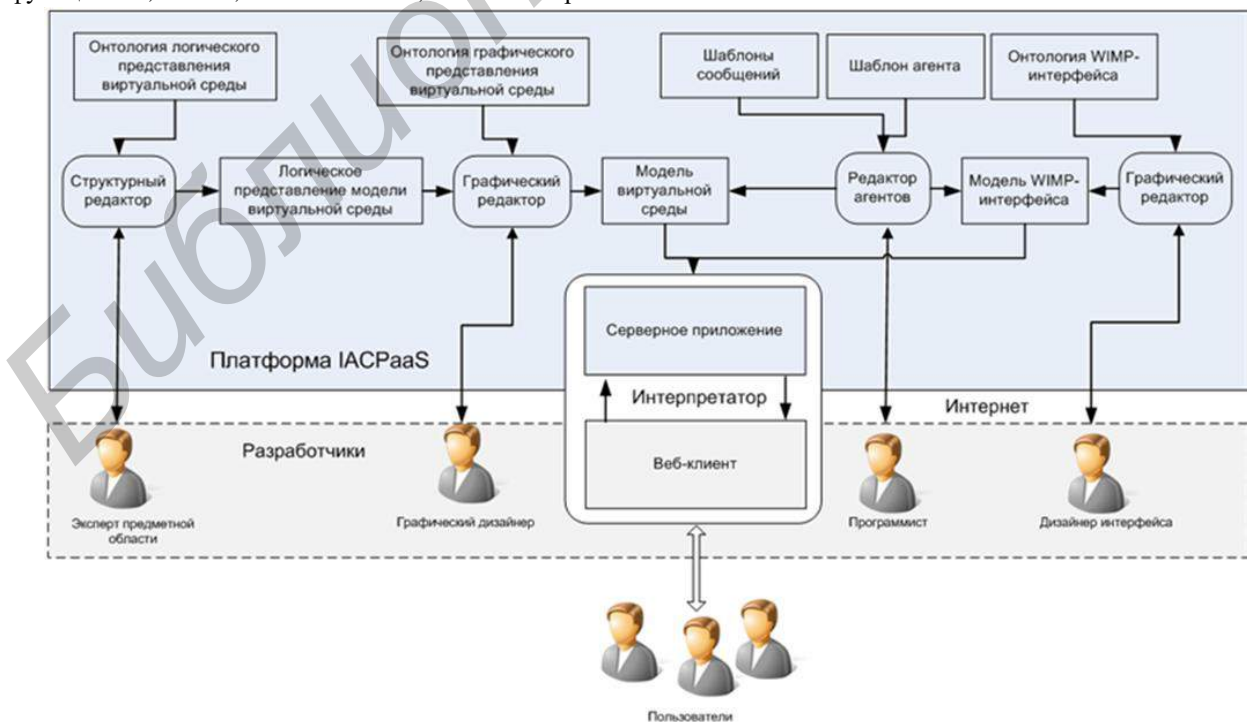 Онтология логического
представления
виртуальной среды
Онтология графического
представления
виртуальной среды
Шаблоны
сообщений
Шаблон агента
Онтология WIMP-
интерфейса
Структурный
редактор
Логическое
представление модели
виртуальной среды
Графический
редактор
Модель
виртуальной
среды
Редактор
агентов
Модель WIMP-
интерфейса
Графический
редактор
Серверное приложение
Платформа IACPaaS
Интерпретатор
Интернет
Разработчики
Веб-клиент
Эксперт предметной
области
Графический дизайнер
Программист
Дизайнер интерфейса
Пользователи